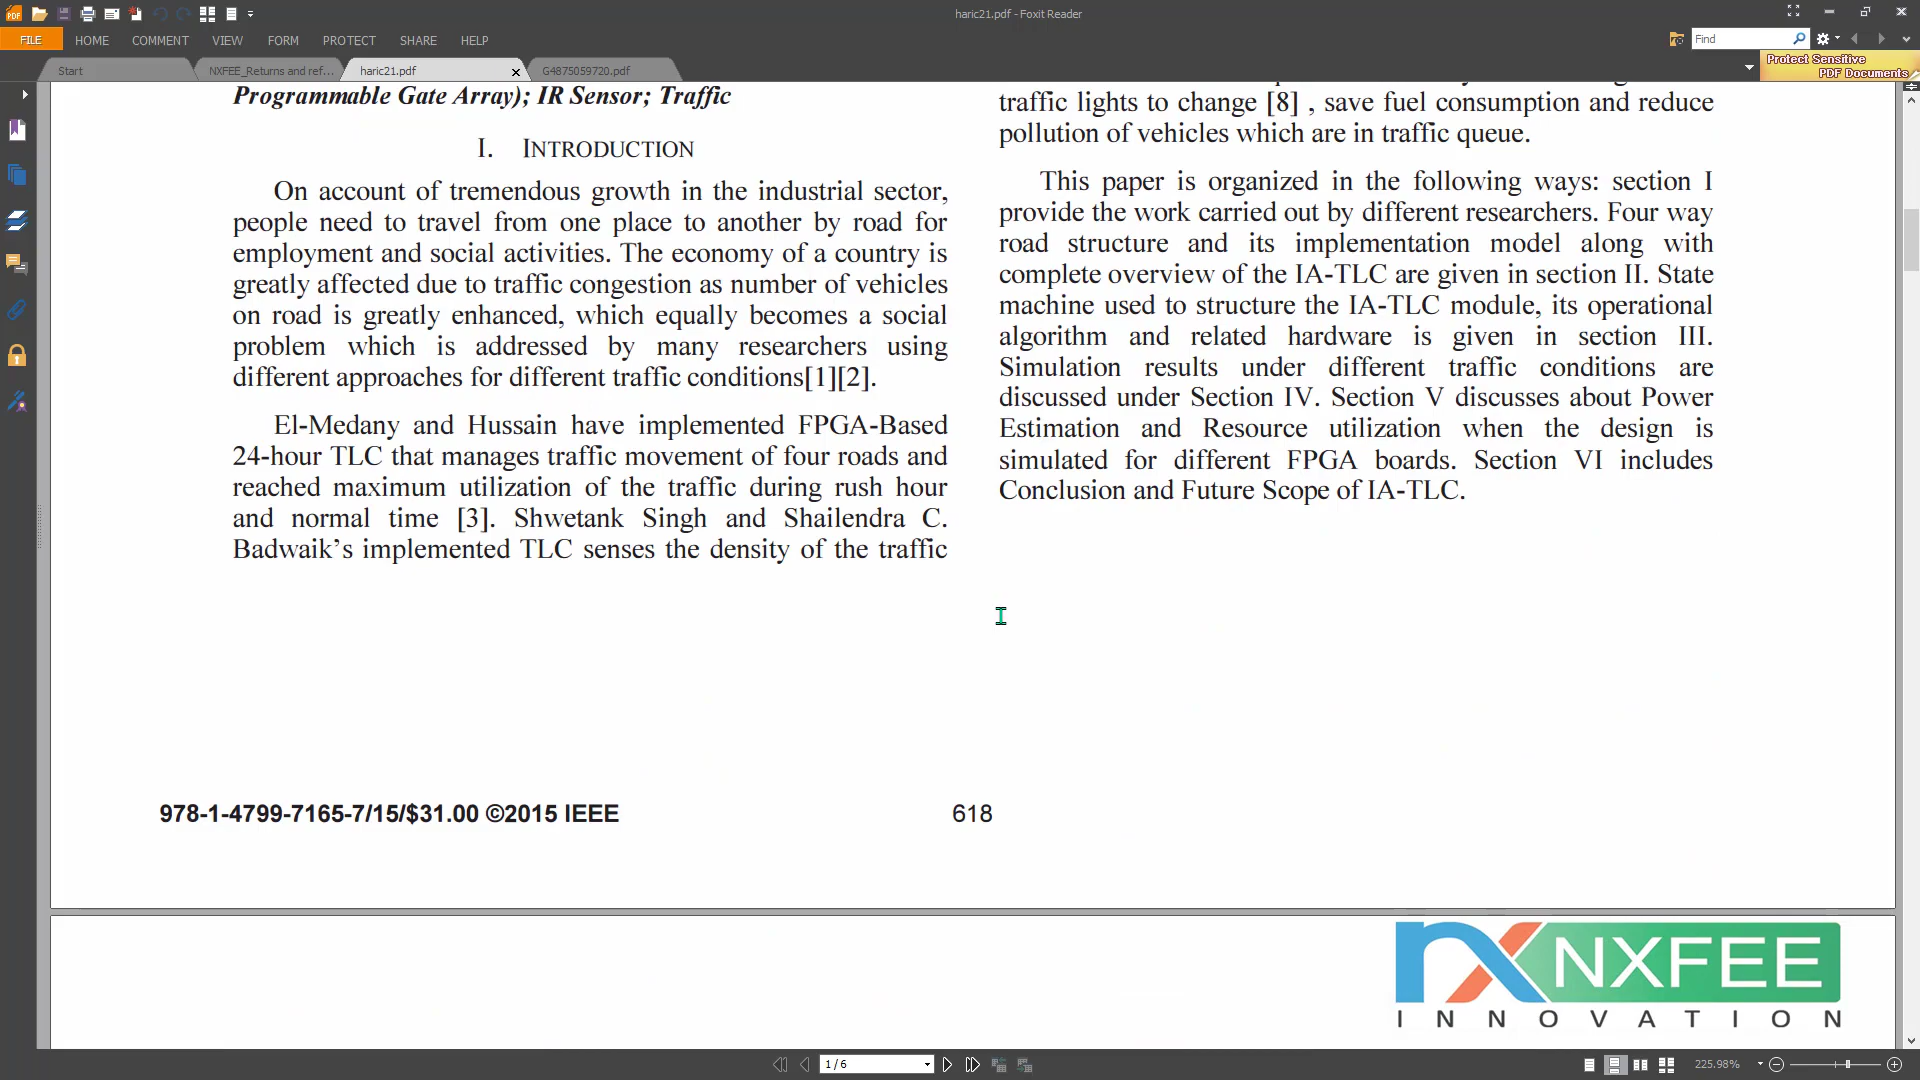 haric21.pdf - Foxit Reader
FILE HOME COMMENT VIEW FORM PROTECT SHARE HELP
Find
Protect Sensitive
PDF Documents
Start
NXFEE_Returns and ref...
haric21.pdf
G4875059720.pdf
Programmable Gate Array); IR Sensor; Traffic
I. INTRODUCTION
On account of tremendous growth in the industrial sector,
people need to travel from one place to another by road for
employment and social activities. The economy of a country is
greatly affected due to traffic congestion as number of vehicles
on road is greatly enhanced, which equally becomes a social
problem which is addressed by many researchers using
different approaches for different traffic conditions[1][2].
El-Medany and Hussain have implemented FPGA-Based
24-hour TLC that manages traffic movement of four roads and
reached maximum utilization of the traffic during rush hour
and normal time [3]. Shwetank Singh and Shailendra C.
Badwaik’s implemented TLC senses the density of the traffic
traffic lights to change [8] , save fuel consumption and reduce
pollution of vehicles which are in traffic queue.
This paper is organized in the following ways: section I
provide the work carried out by different researchers. Four way
road structure and its implementation model along with
complete overview of the IA-TLC are given in section II. State
machine used to structure the IA-TLC module, its operational
algorithm and related hardware is given in section III.
Simulation results under different traffic conditions are
discussed under Section IV. Section V discusses about Power
Estimation and Resource utilization when the design is
simulated for different FPGA boards. Section VI includes
Conclusion and Future Scope of IA-TLC.
978-1-4799-7165-7/15/$31.00 ©2015 IEEE
618
NXFEE
INNOVATION
1 / 6
225.98%